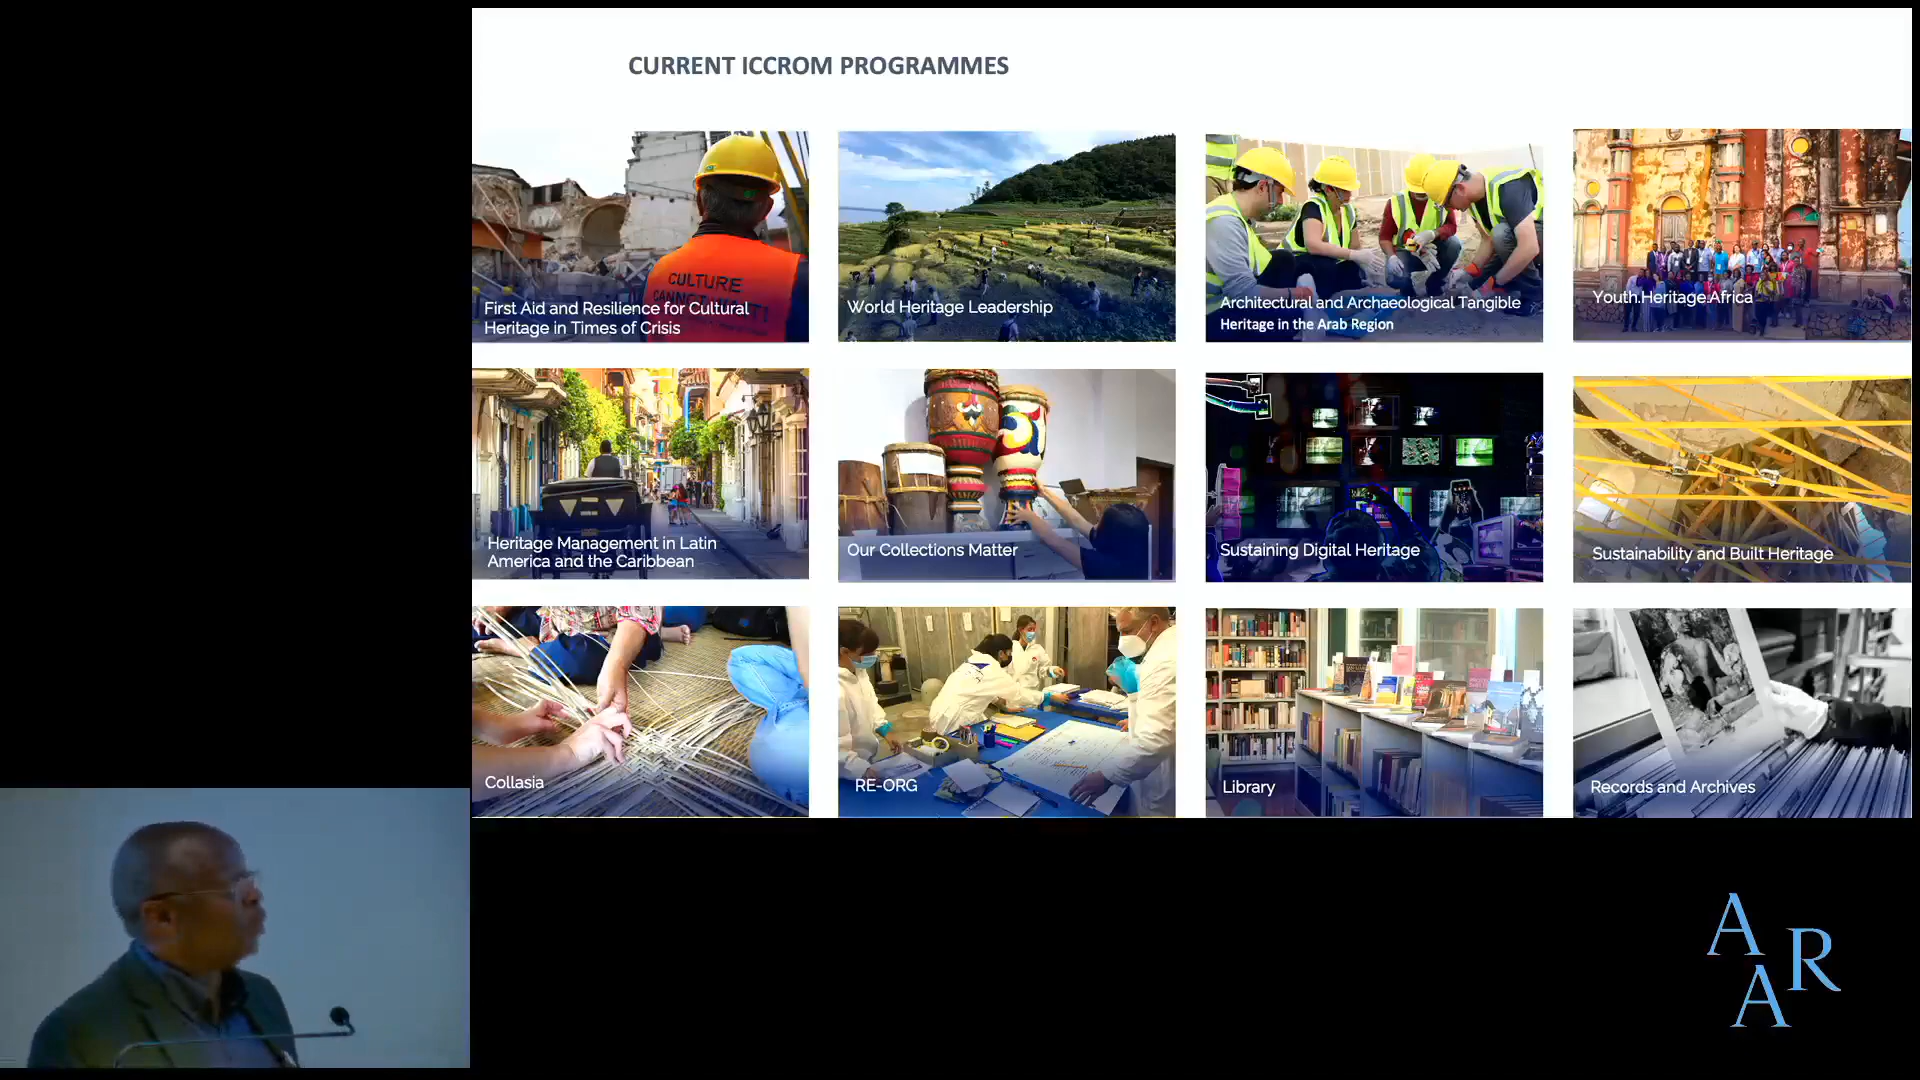 CURRENT ICCROM PROGRAMMES
CULTURE
First Aid and Resilience for Cultural
Heritage in Times of Crisis
World Heritage Leadership
Architectural and Archaeological Tangible
Heritage in the Arab Region
Youth.Heritage.Africa
Heritage Management in Latin
America and the Caribbean
Our Collections Matter
Sustaining Digital Heritage
Sustainability and Built Heritage
Collasia
RE-ORG
Library
Records and Archives
A
R
A